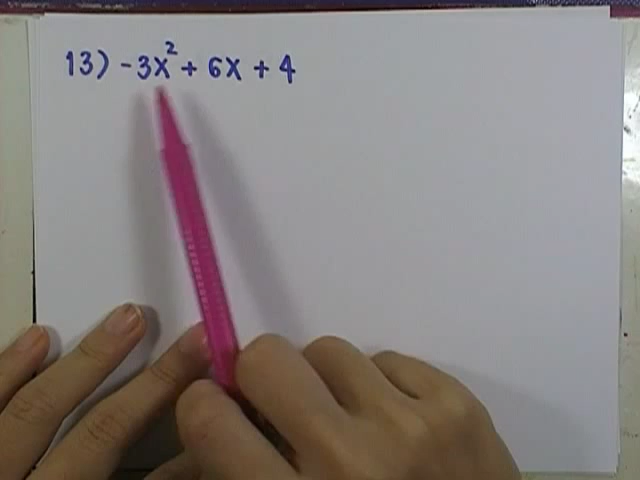 13) -3x² + 6x + 4